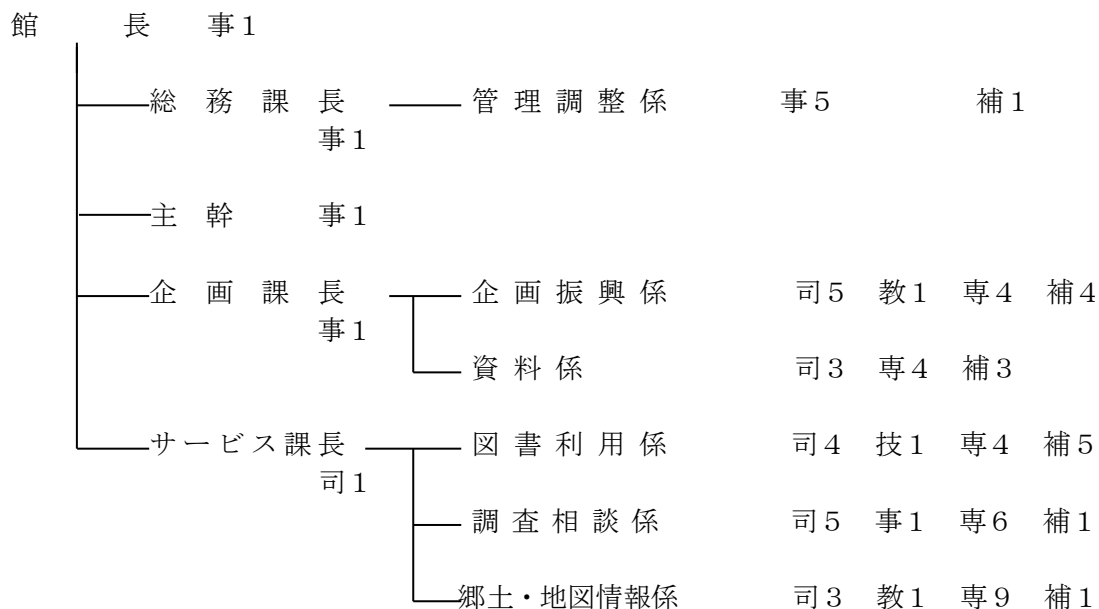 館　　　長　　事１
総　務　課　長　　管 理 調 整 係　　事５　　補１
事１
主　幹　　事１
企　画　課　長　　企 画 振 興 係　　司５　教１　専４　補４
事１
資 料 係　　司３　専４　補３
サービス課長　　図 書 利 用 係　　司４　技１　専４　補５
司１
調 査 相 談 係　　司５　事１　専６　補１
郷土・地図情報係　　司３　教１　専９　補１